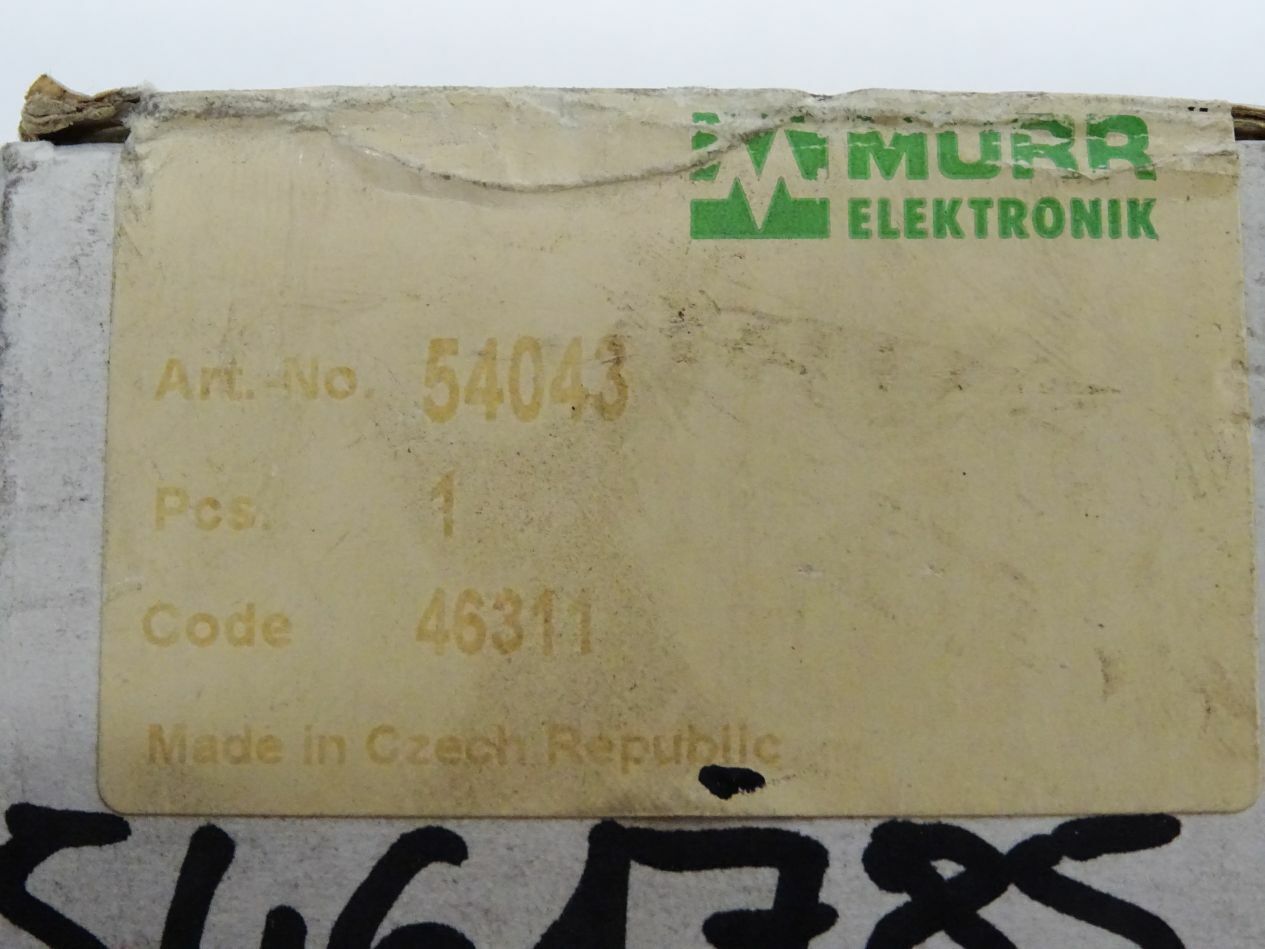 MURR
ELEKTRONIK
Art.-No. 54043
Pcs. 1
Code 46311
Made in Czech Republic